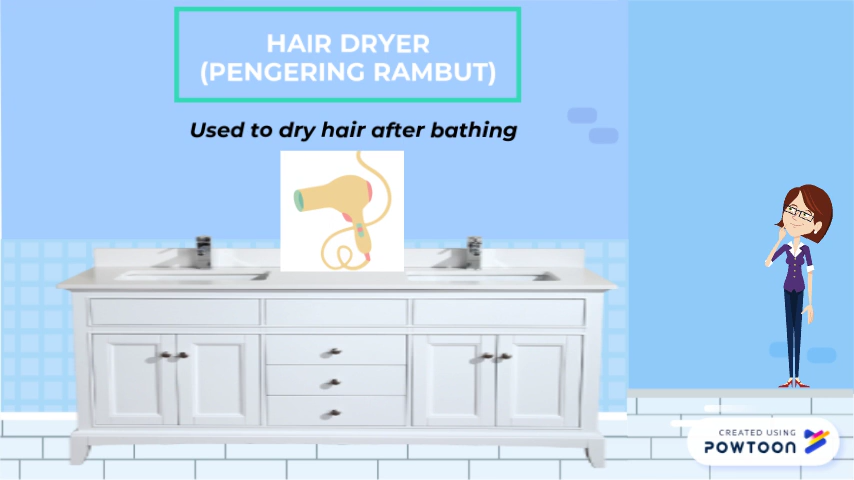 HAIR DRYER
(PENGERING RAMBUT)
Used to dry hair after bathing
CREATED USING
POWTOON